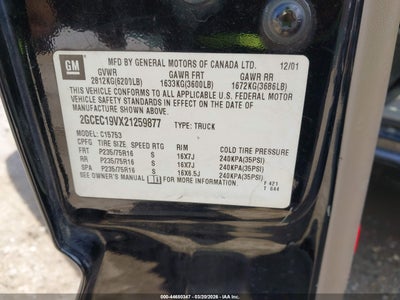 GM
MFD BY GENERAL MOTORS OF CANADA LTD. 12/01
GVWR GAWR FRT GAWR RR
2812KG(6200LB) 1633KG(3600LB) 1672KG(3686LB)
THIS VEHICLE CONFORMS TO ALL APPLICABLE U.S. FEDERAL MOTOR
VEHICLE SAFETY STANDARDS IN EFFECT ON THE DATE OF
MANUFACTURE SHOWN ABOVE.
2GCEC19VX21259877 TYPE: TRUCK
MODEL: C15753
CPFG TIRE SIZE SPEED RTG RIM COLD TIRE PRESSURE
FRT P235/75R16 S 16X7J 240KPA(35PSI)
RR P235/75R16 S 16X7J 240KPA(35PSI)
SPA P235/75R16 S 16X6.5J 240KPA(35PSI)
SEE OWNER'S MANUAL FOR MORE INFORMATION.
F 421
T 644
000-44660347 - 03/20/2026 - Copyright IAA, LLC